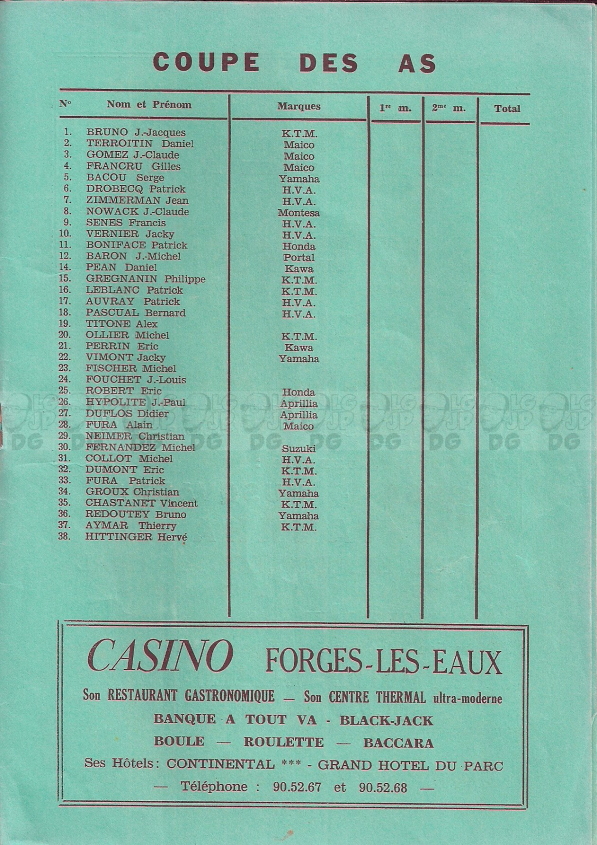 COUPE DES AS
N° Nom et Prénom Marques 1re m. 2me m. Total
1. BRUNO J.-Jacques K.T.M.
2. TERROITIN Daniel Maico
3. GOMEZ J.-Claude Maico
4. FRANCRU Gilles Maico
5. BACOU Serge Yamaha
6. DROBECQ Patrick H.V.A.
7. ZIMMERMAN Jean H.V.A.
8. NOWACK J.-Claude Montesa
9. SENES Francis H.V.A.
10. VERNIER Jacky H.V.A.
11. BONIFACE Patrick Honda
12. BARON J.-Michel Portal
14. PEAN Daniel Kawa
15. GREGNANIN Philippe K.T.M.
16. LEBLANC Patrick K.T.M.
17. AUVRAY Patrick H.V.A.
18. PASCUAL Bernard H.V.A.
19. TITONE Alex
20. OLLIER Michel K.T.M.
21. PERRIN Eric Kawa
22. VIMONT Jacky Yamaha
23. FISCHER Michel
24. FOUCHET J.-Louis
25. ROBERT Eric Honda
26. HYPOLITE J.-Paul Aprillia
27. DUFLOS Didier Aprillia
28. FURA Alain Maico
29. NEIMER Christian
30. FERNANDEZ Michel Suzuki
31. COLLOT Michel H.V.A.
32. DUMONT Eric K.T.M.
33. FURA Patrick H.V.A.
34. GROUX Christian Yamaha
35. CHASTANET Vincent K.T.M.
36. REDOUTEY Bruno Yamaha
37. AYMAR Thierry K.T.M.
38. HITTINGER Hervé
CASINO FORGES-LES-EAUX
Son RESTAURANT GASTRONOMIQUE — Son CENTRE THERMAL ultra-moderne
BANQUE A TOUT VA - BLACK-JACK
BOULE — ROULETTE — BACCARA
Ses Hôtels : CONTINENTAL *** - GRAND HOTEL DU PARC
— Téléphone : 90.52.67 et 90.52.68 —